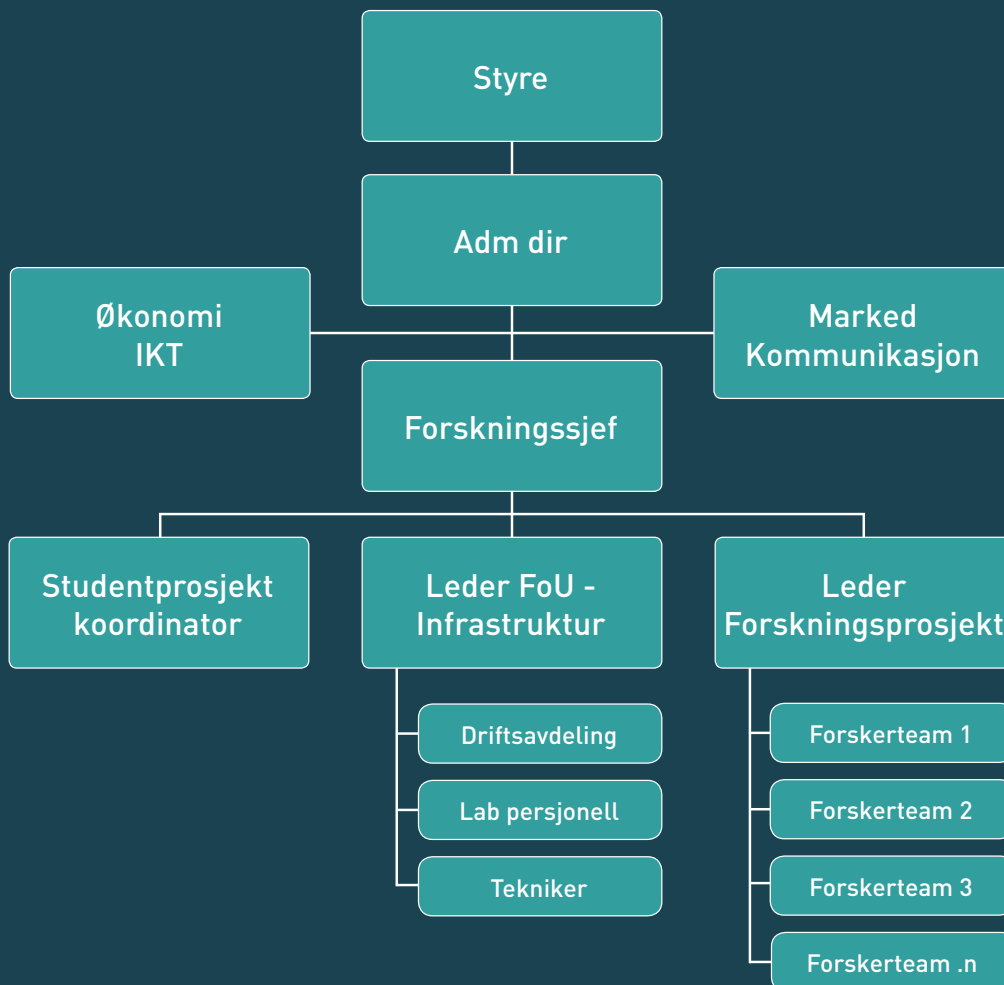 Styre
Adm dir
Økonomi
IKT
Marked
Kommunikasjon
Forskningssjef
Studentprosjekt
koordinator
Leder FoU -
Infrastruktur
Leder
Forskningsprosjekt
Driftsavdeling
Lab persjonell
Tekniker
Forskerteam 1
Forskerteam 2
Forskerteam 3
Forskerteam .n